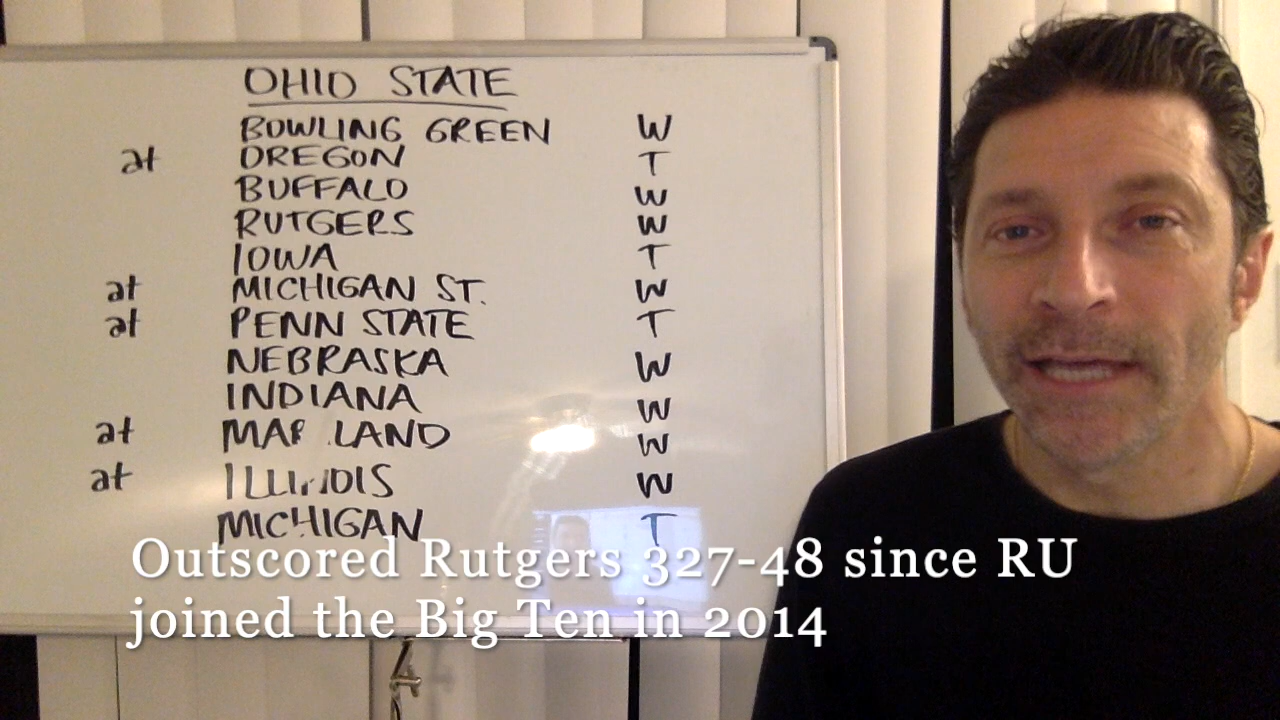 OHIO STATE
BOWLING GREEN W
at OREGON T
BUFFALO W
RUTGERS W
IOWA T
at MICHIGAN ST. W
at PENN STATE T
NEBRASKA W
INDIANA W
at MARYLAND W
at ILLINOIS W
MICHIGAN T
Outscored Rutgers 327-48 since RU
joined the Big Ten in 2014